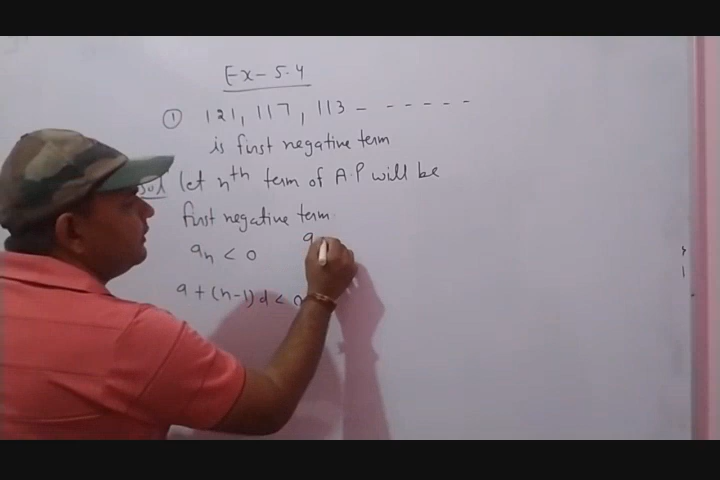 Ex-5.4
① 121, 117, 113 - - - - - -
is first negative term
Sol let nth term of A.P will be
first negative term.
an < 0 a
a + (n-1)d < 0